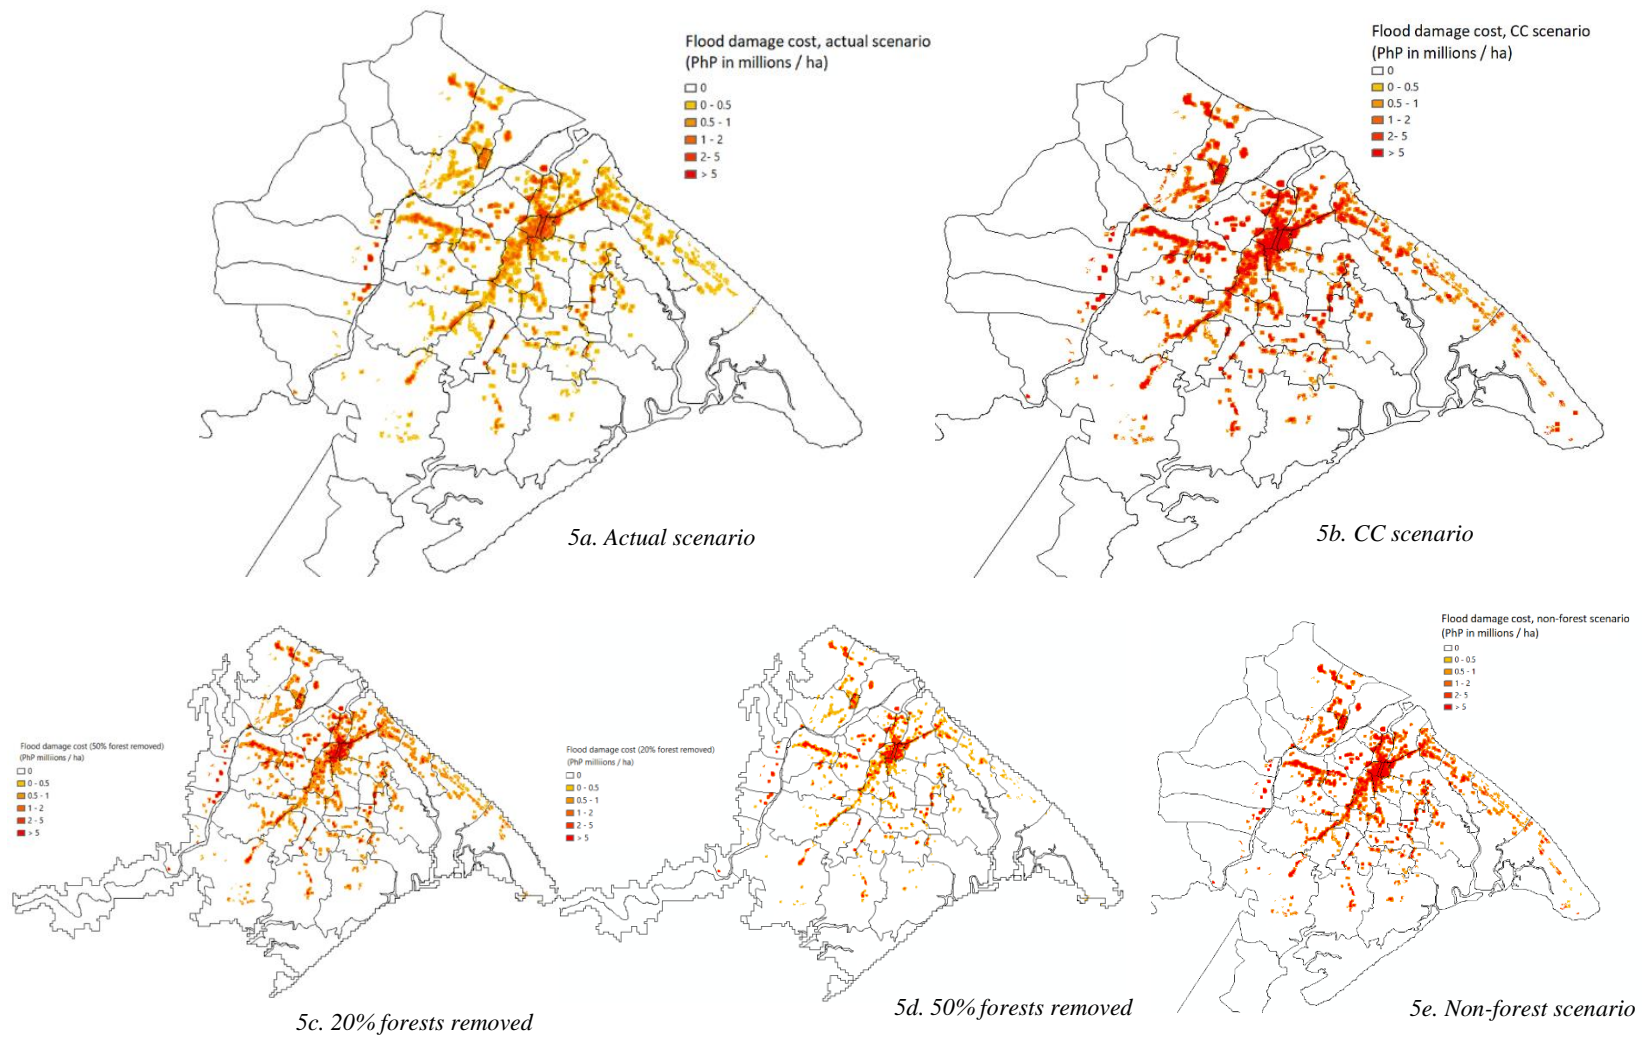 Flood damage cost, actual scenario
(PhP in millions / ha)
0
0 - 0.5
0.5 - 1
1 - 2
2- 5
> 5
5a. Actual scenario
Flood damage cost, CC scenario
(PhP in millions / ha)
0
0 - 0.5
0.5 - 1
1 - 2
2- 5
> 5
5b. CC scenario
Flood damage cost (50% forest removed)
(PhP milliions / ha)
0
0 - 0.5
0.5 - 1
1 - 2
2 - 5
> 5
5c. 20% forests removed
Flood damage cost (20% forest removed)
(PhP milliions / ha)
0
0 - 0.5
0.5 - 1
1 - 2
2 - 5
> 5
5d. 50% forests removed
Flood damage cost, non-forest scenario
(PhP in millions / ha)
0
0 - 0.5
0.5 - 1
1 - 2
2- 5
> 5
5e. Non-forest scenario